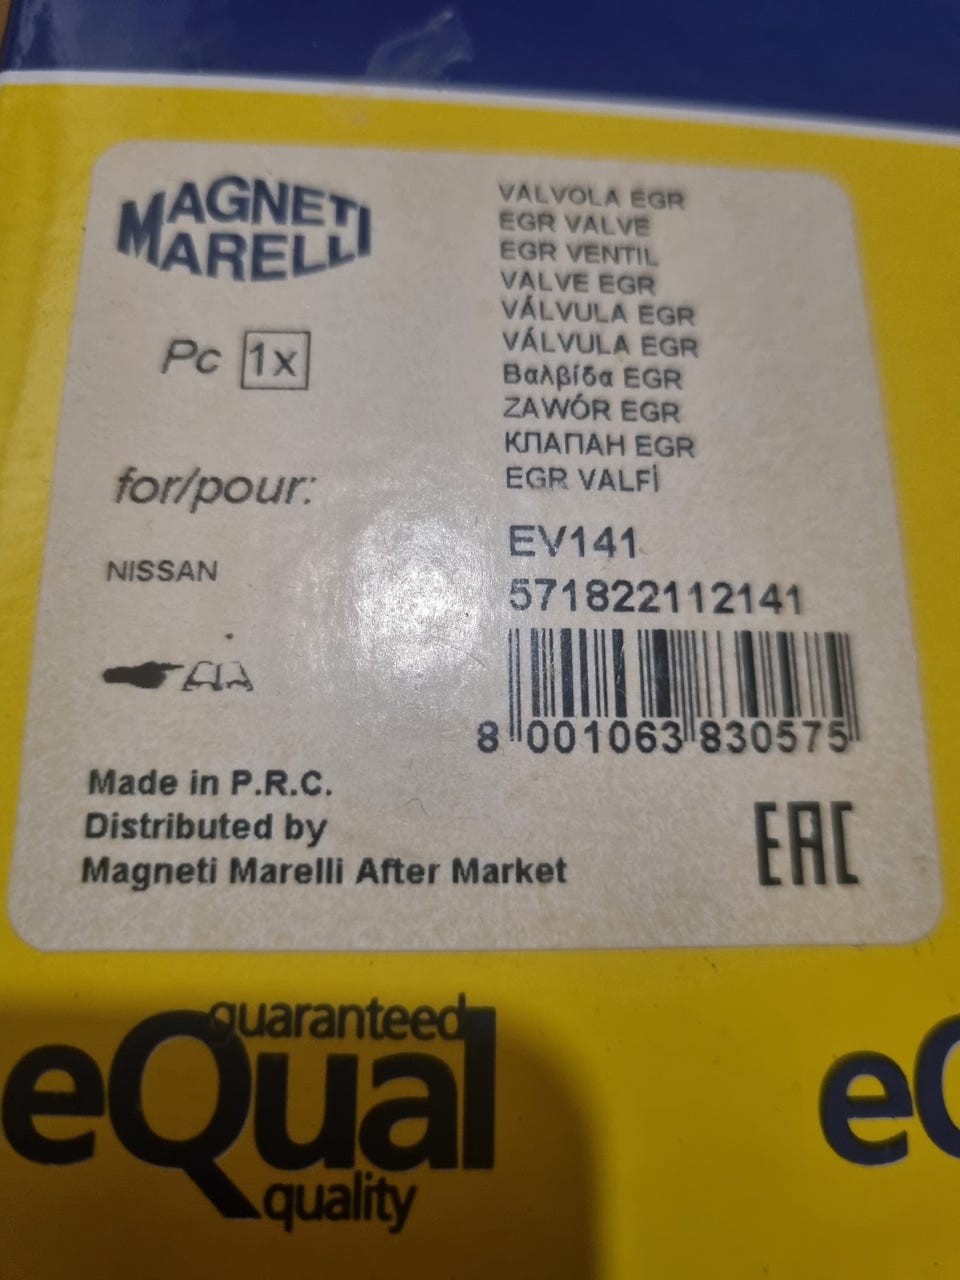 MAGNETI
MARELLI
Pc 1x
for/pour:
NISSAN
VALVOLA EGR
EGR VALVE
EGR VENTIL
VALVE EGR
VÁLVULA EGR
VÁLVULA EGR
Βαλβίδα EGR
ZAWÓR EGR
КЛАПАН EGR
EGR VALFİ
EV141
571822112141
8 001063 830575
Made in P.R.C.
Distributed by
Magneti Marelli After Market
EAC
guaranteed
eQual
quality
eQ